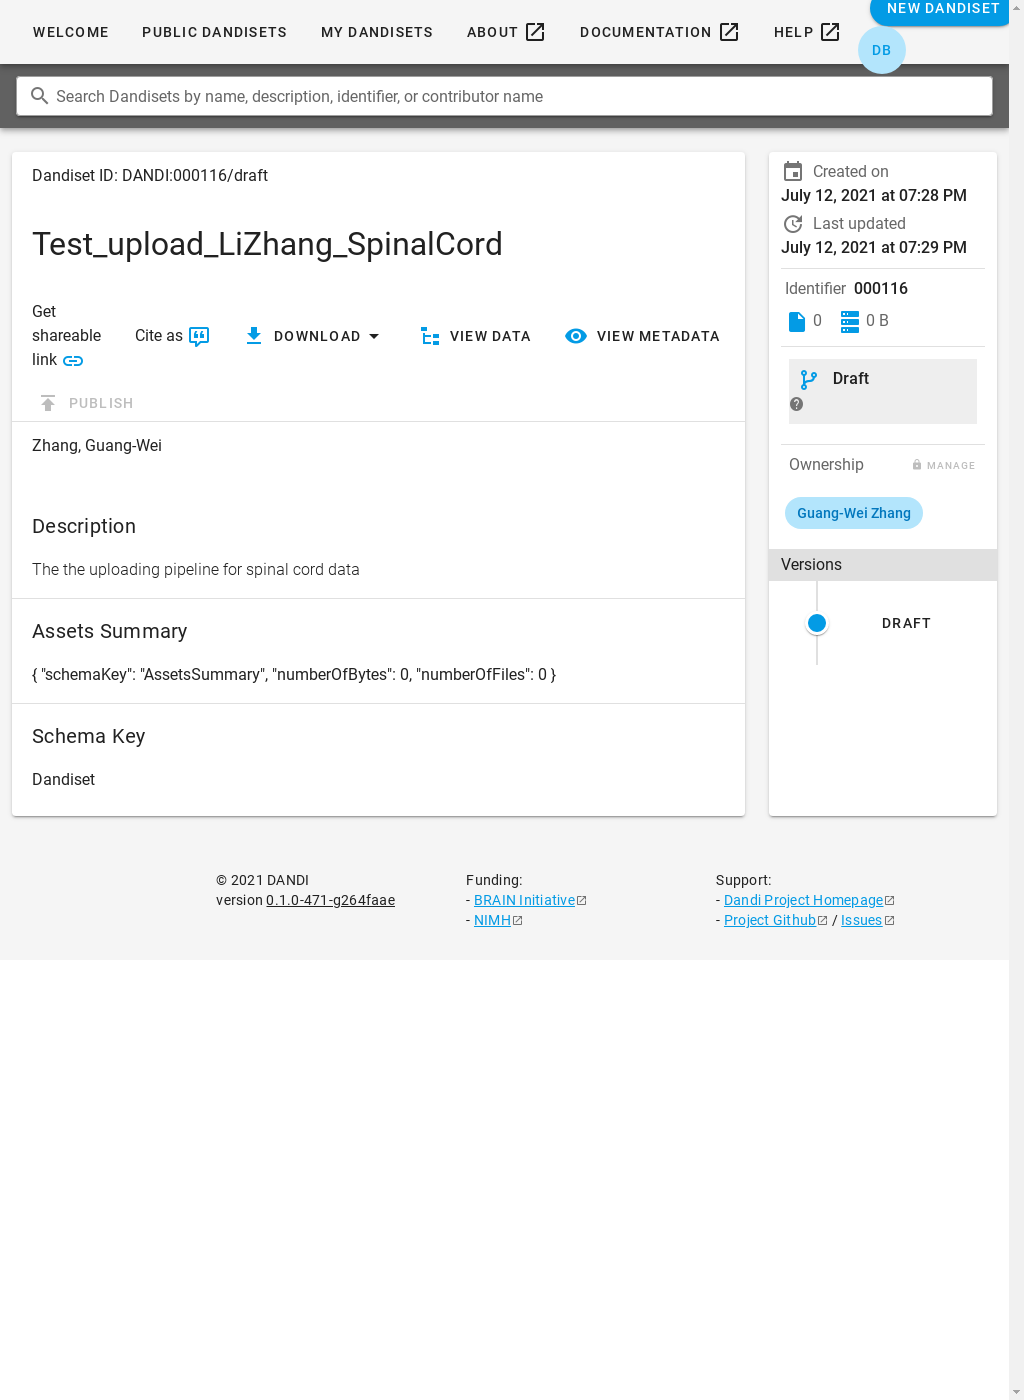 WELCOME PUBLIC DANDISETS MY DANDISETS ABOUT DOCUMENTATION HELP NEW DANDISET
DB
Search Dandisets by name, description, identifier, or contributor name
Dandiset ID: DANDI:000116/draft
Test_upload_LiZhang_SpinalCord
Get
shareable
link
Cite as DOWNLOAD VIEW DATA VIEW METADATA
PUBLISH
Zhang, Guang-Wei
Description
The the uploading pipeline for spinal cord data
Assets Summary
{ "schemaKey": "AssetsSummary", "numberOfBytes": 0, "numberOfFiles": 0 }
Schema Key
Dandiset
Created on
July 12, 2021 at 07:28 PM
Last updated
July 12, 2021 at 07:29 PM
Identifier 000116
0 0 B
Draft
Ownership MANAGE
Guang-Wei Zhang
Versions
DRAFT
© 2021 DANDI
version 0.1.0-471-g264faae
Funding:
- BRAIN Initiative
- NIMH
Support:
- Dandi Project Homepage
- Project Github / Issues